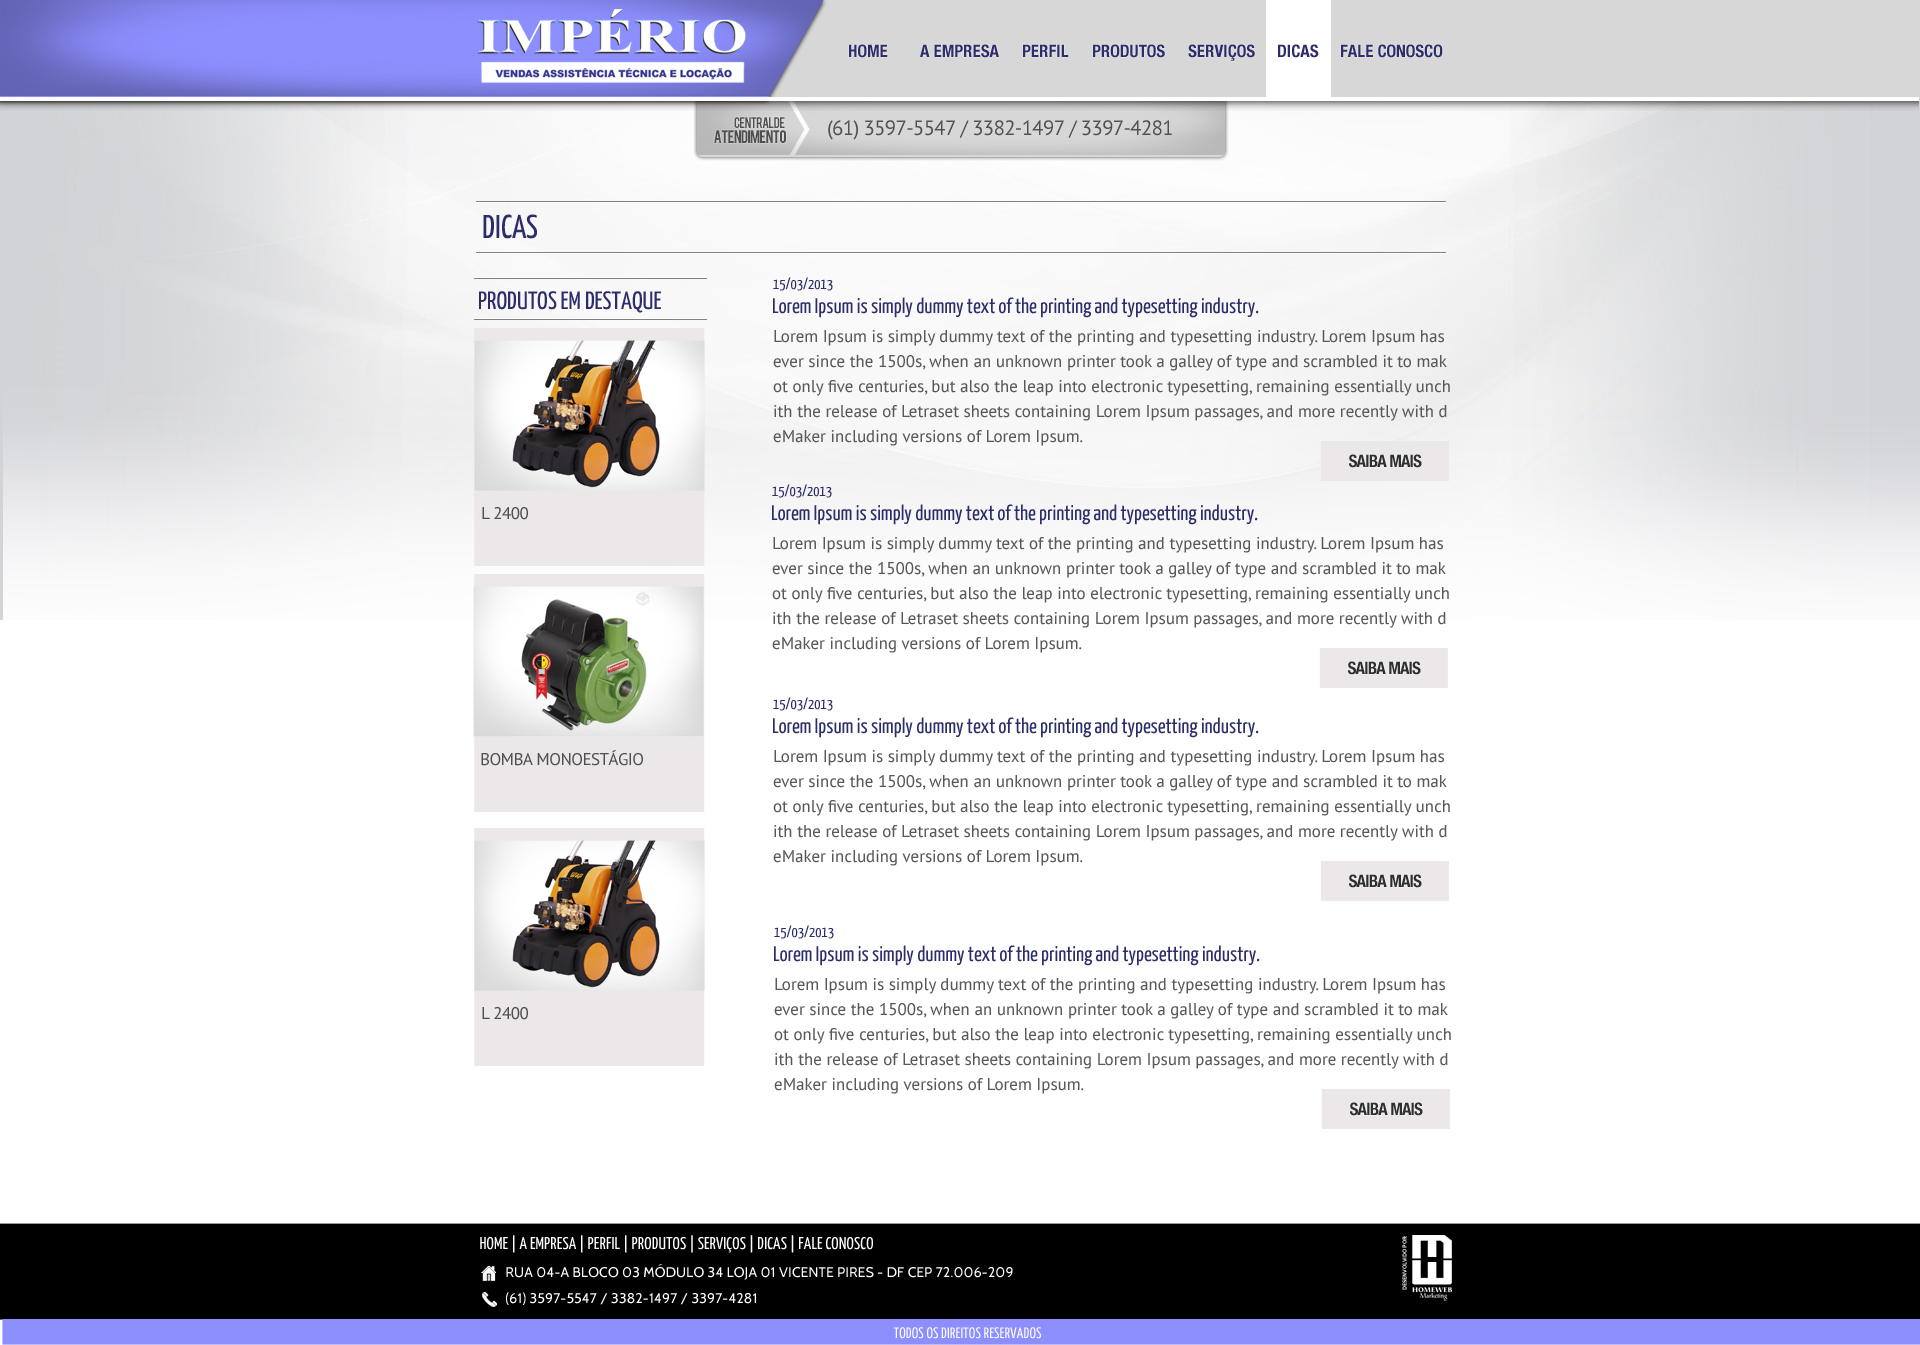 IMPÉRIO
VENDAS ASSISTÊNCIA TÉCNICA E LOCAÇÃO
HOME A EMPRESA PERFIL PRODUTOS SERVIÇOS DICAS FALE CONOSCO
CENTRALDE
ATENDIMENTO
(61) 3597-5547 / 3382-1497 / 3397-4281
DICAS
PRODUTOS EM DESTAQUE
Wap
L 2400
BOMBA MONOESTÁGIO
Wap
L 2400
15/03/2013
Lorem Ipsum is simply dummy text of the printing and typesetting industry.
Lorem Ipsum is simply dummy text of the printing and typesetting industry. Lorem Ipsum has
ever since the 1500s, when an unknown printer took a galley of type and scrambled it to mak
ot only five centuries, but also the leap into electronic typesetting, remaining essentially unch
ith the release of Letraset sheets containing Lorem Ipsum passages, and more recently with d
eMaker including versions of Lorem Ipsum.
SAIBA MAIS
15/03/2013
Lorem Ipsum is simply dummy text of the printing and typesetting industry.
Lorem Ipsum is simply dummy text of the printing and typesetting industry. Lorem Ipsum has
ever since the 1500s, when an unknown printer took a galley of type and scrambled it to mak
ot only five centuries, but also the leap into electronic typesetting, remaining essentially unch
ith the release of Letraset sheets containing Lorem Ipsum passages, and more recently with d
eMaker including versions of Lorem Ipsum.
SAIBA MAIS
15/03/2013
Lorem Ipsum is simply dummy text of the printing and typesetting industry.
Lorem Ipsum is simply dummy text of the printing and typesetting industry. Lorem Ipsum has
ever since the 1500s, when an unknown printer took a galley of type and scrambled it to mak
ot only five centuries, but also the leap into electronic typesetting, remaining essentially unch
ith the release of Letraset sheets containing Lorem Ipsum passages, and more recently with d
eMaker including versions of Lorem Ipsum.
SAIBA MAIS
15/03/2013
Lorem Ipsum is simply dummy text of the printing and typesetting industry.
Lorem Ipsum is simply dummy text of the printing and typesetting industry. Lorem Ipsum has
ever since the 1500s, when an unknown printer took a galley of type and scrambled it to mak
ot only five centuries, but also the leap into electronic typesetting, remaining essentially unch
ith the release of Letraset sheets containing Lorem Ipsum passages, and more recently with d
eMaker including versions of Lorem Ipsum.
SAIBA MAIS
HOME | A EMPRESA | PERFIL | PRODUTOS | SERVIÇOS | DICAS | FALE CONOSCO
RUA 04-A BLOCO 03 MÓDULO 34 LOJA 01 VICENTE PIRES - DF CEP 72.006-209
(61) 3597-5547 / 3382-1497 / 3397-4281
DESENVOLVIDO POR
HOMEWEB
Marketing
TODOS OS DIREITOS RESERVADOS